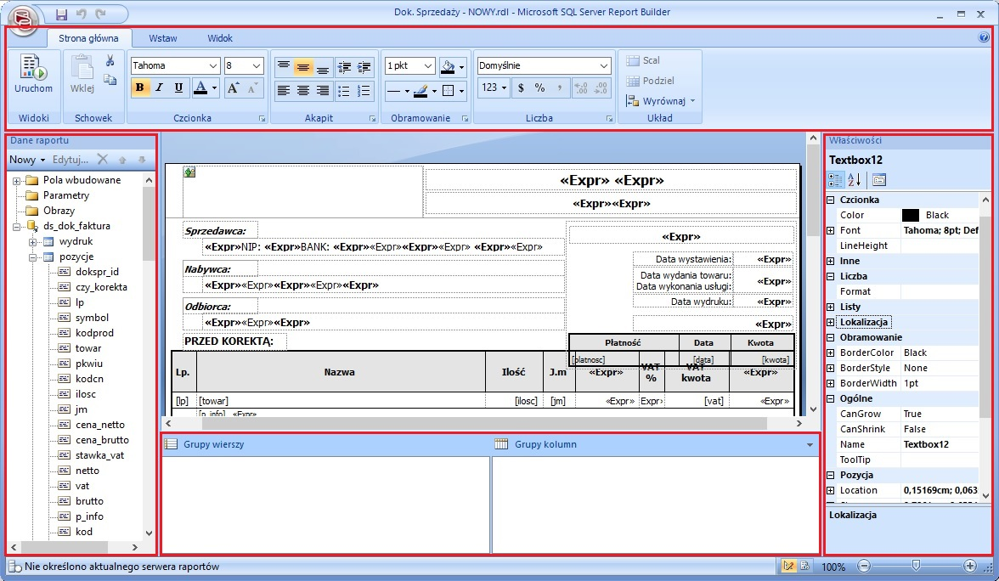 Dok. Sprzedaży - NOWY.rdl - Microsoft SQL Server Report Builder
Strona główna Wstaw Widok
Uruchom
Wklej
Tahoma 8
B I U A A A
1 pkt
Domyślnie
123 $ % ,
Scal
Podziel
Wyrównaj
Widoki Schowek Czcionka Akapit Obramowanie Liczba Układ
Dane raportu
Nowy Edytuj...
Pola wbudowane
Parametry
Obrazy
ds_dok_faktura
wydruk
pozycje
dokspr_id
czy_korekta
lp
symbol
kodprod
towar
pkwiu
kodcn
ilosc
jm
cena_netto
cena_brutto
stawka_vat
netto
vat
brutto
p_info
kod
«Expr» «Expr»
«Expr»«Expr»
Sprzedawca:
«Expr»NIP: «Expr»BANK: «Expr»«Expr»«Expr»«Expr» «Expr»«Expr»
Nabywca:
«Expr»«Expr»«Expr»«Expr»«Expr»
Odbiorca:
«Expr»«Expr»«Expr»
PRZED KOREKTĄ:
«Expr»
Data wystawienia: «Expr»
Data wydania towaru:
Data wykonania usługi: «Expr»
Data wydruku: «Expr»
«Expr»
Płatność Data Kwota
[platnosc] [data] [kwota]
Lp. Nazwa Ilość J.m «Expr» VAT % VAT kwota «Expr»
[lp] [towar] [ilosc] [jm] «Expr» «Expr» [vat] «Expr»
[p_info] «Expr»
Grupy wierszy Grupy kolumn
Właściwości
Textbox12
Czcionka
Color Black
Font Tahoma; 8pt; Def
LineHeight
Inne
Liczba
Format
Listy
Lokalizacja
Obramowanie
BorderColor Black
BorderStyle None
BorderWidth 1pt
Ogólne
CanGrow True
CanShrink False
Name Textbox12
ToolTip
Pozycja
Location 0,15169cm; 0,063
Lokalizacja
Nie określono aktualnego serwera raportów
100%